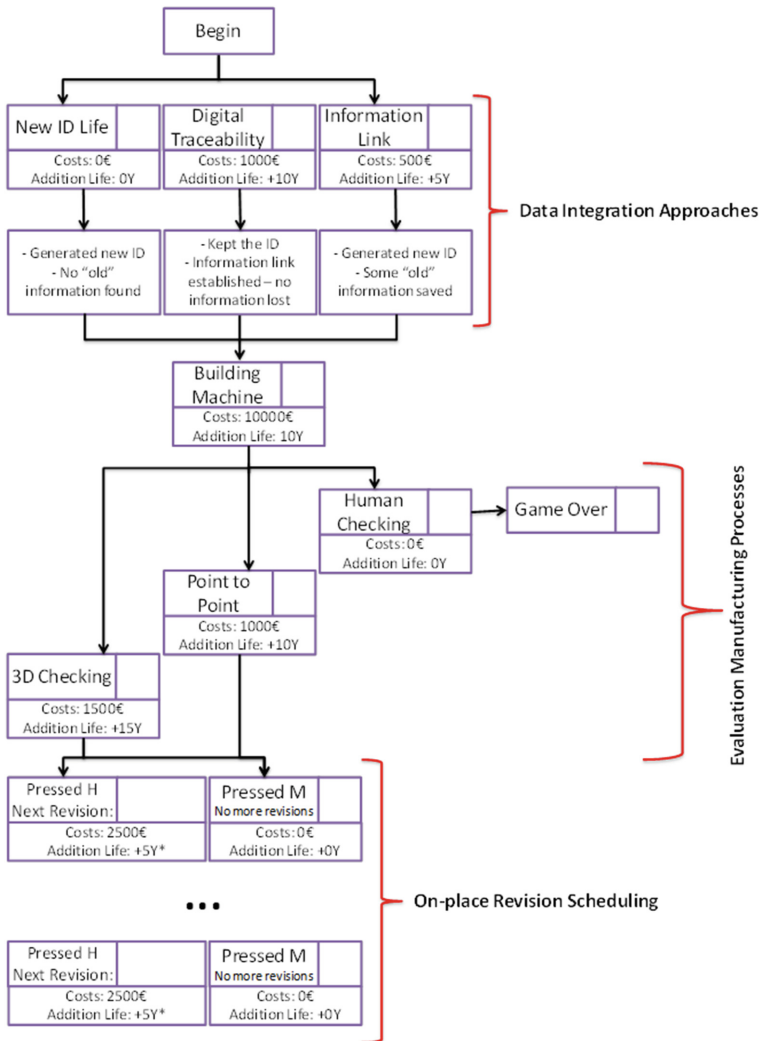 Begin
New ID Life
Costs: 0€
Addition Life: 0Y
Digital
Traceability
Costs: 1000€
Addition Life: +10Y
Information
Link
Costs: 500€
Addition Life: +5Y
Data Integration Approaches
- Generated new ID
- No “old”
information found
- Kept the ID
- Information link
established – no
information lost
- Generated new ID
- Some “old”
information saved
Building
Machine
Costs: 10000€
Addition Life: 10Y
Human
Checking
Costs: 0€
Addition Life: 0Y
Game Over
Evaluation Manufacturing Processes
Point to
Point
Costs: 1000€
Addition Life: +10Y
3D Checking
Costs: 1500€
Addition Life: +15Y
Pressed H
Next Revision:
Costs: 2500€
Addition Life: +5Y*
Pressed M
No more revisions
Costs: 0€
Addition Life: +0Y
...
On-place Revision Scheduling
Pressed H
Next Revision:
Costs: 2500€
Addition Life: +5Y*
Pressed M
No more revisions
Costs: 0€
Addition Life: +0Y